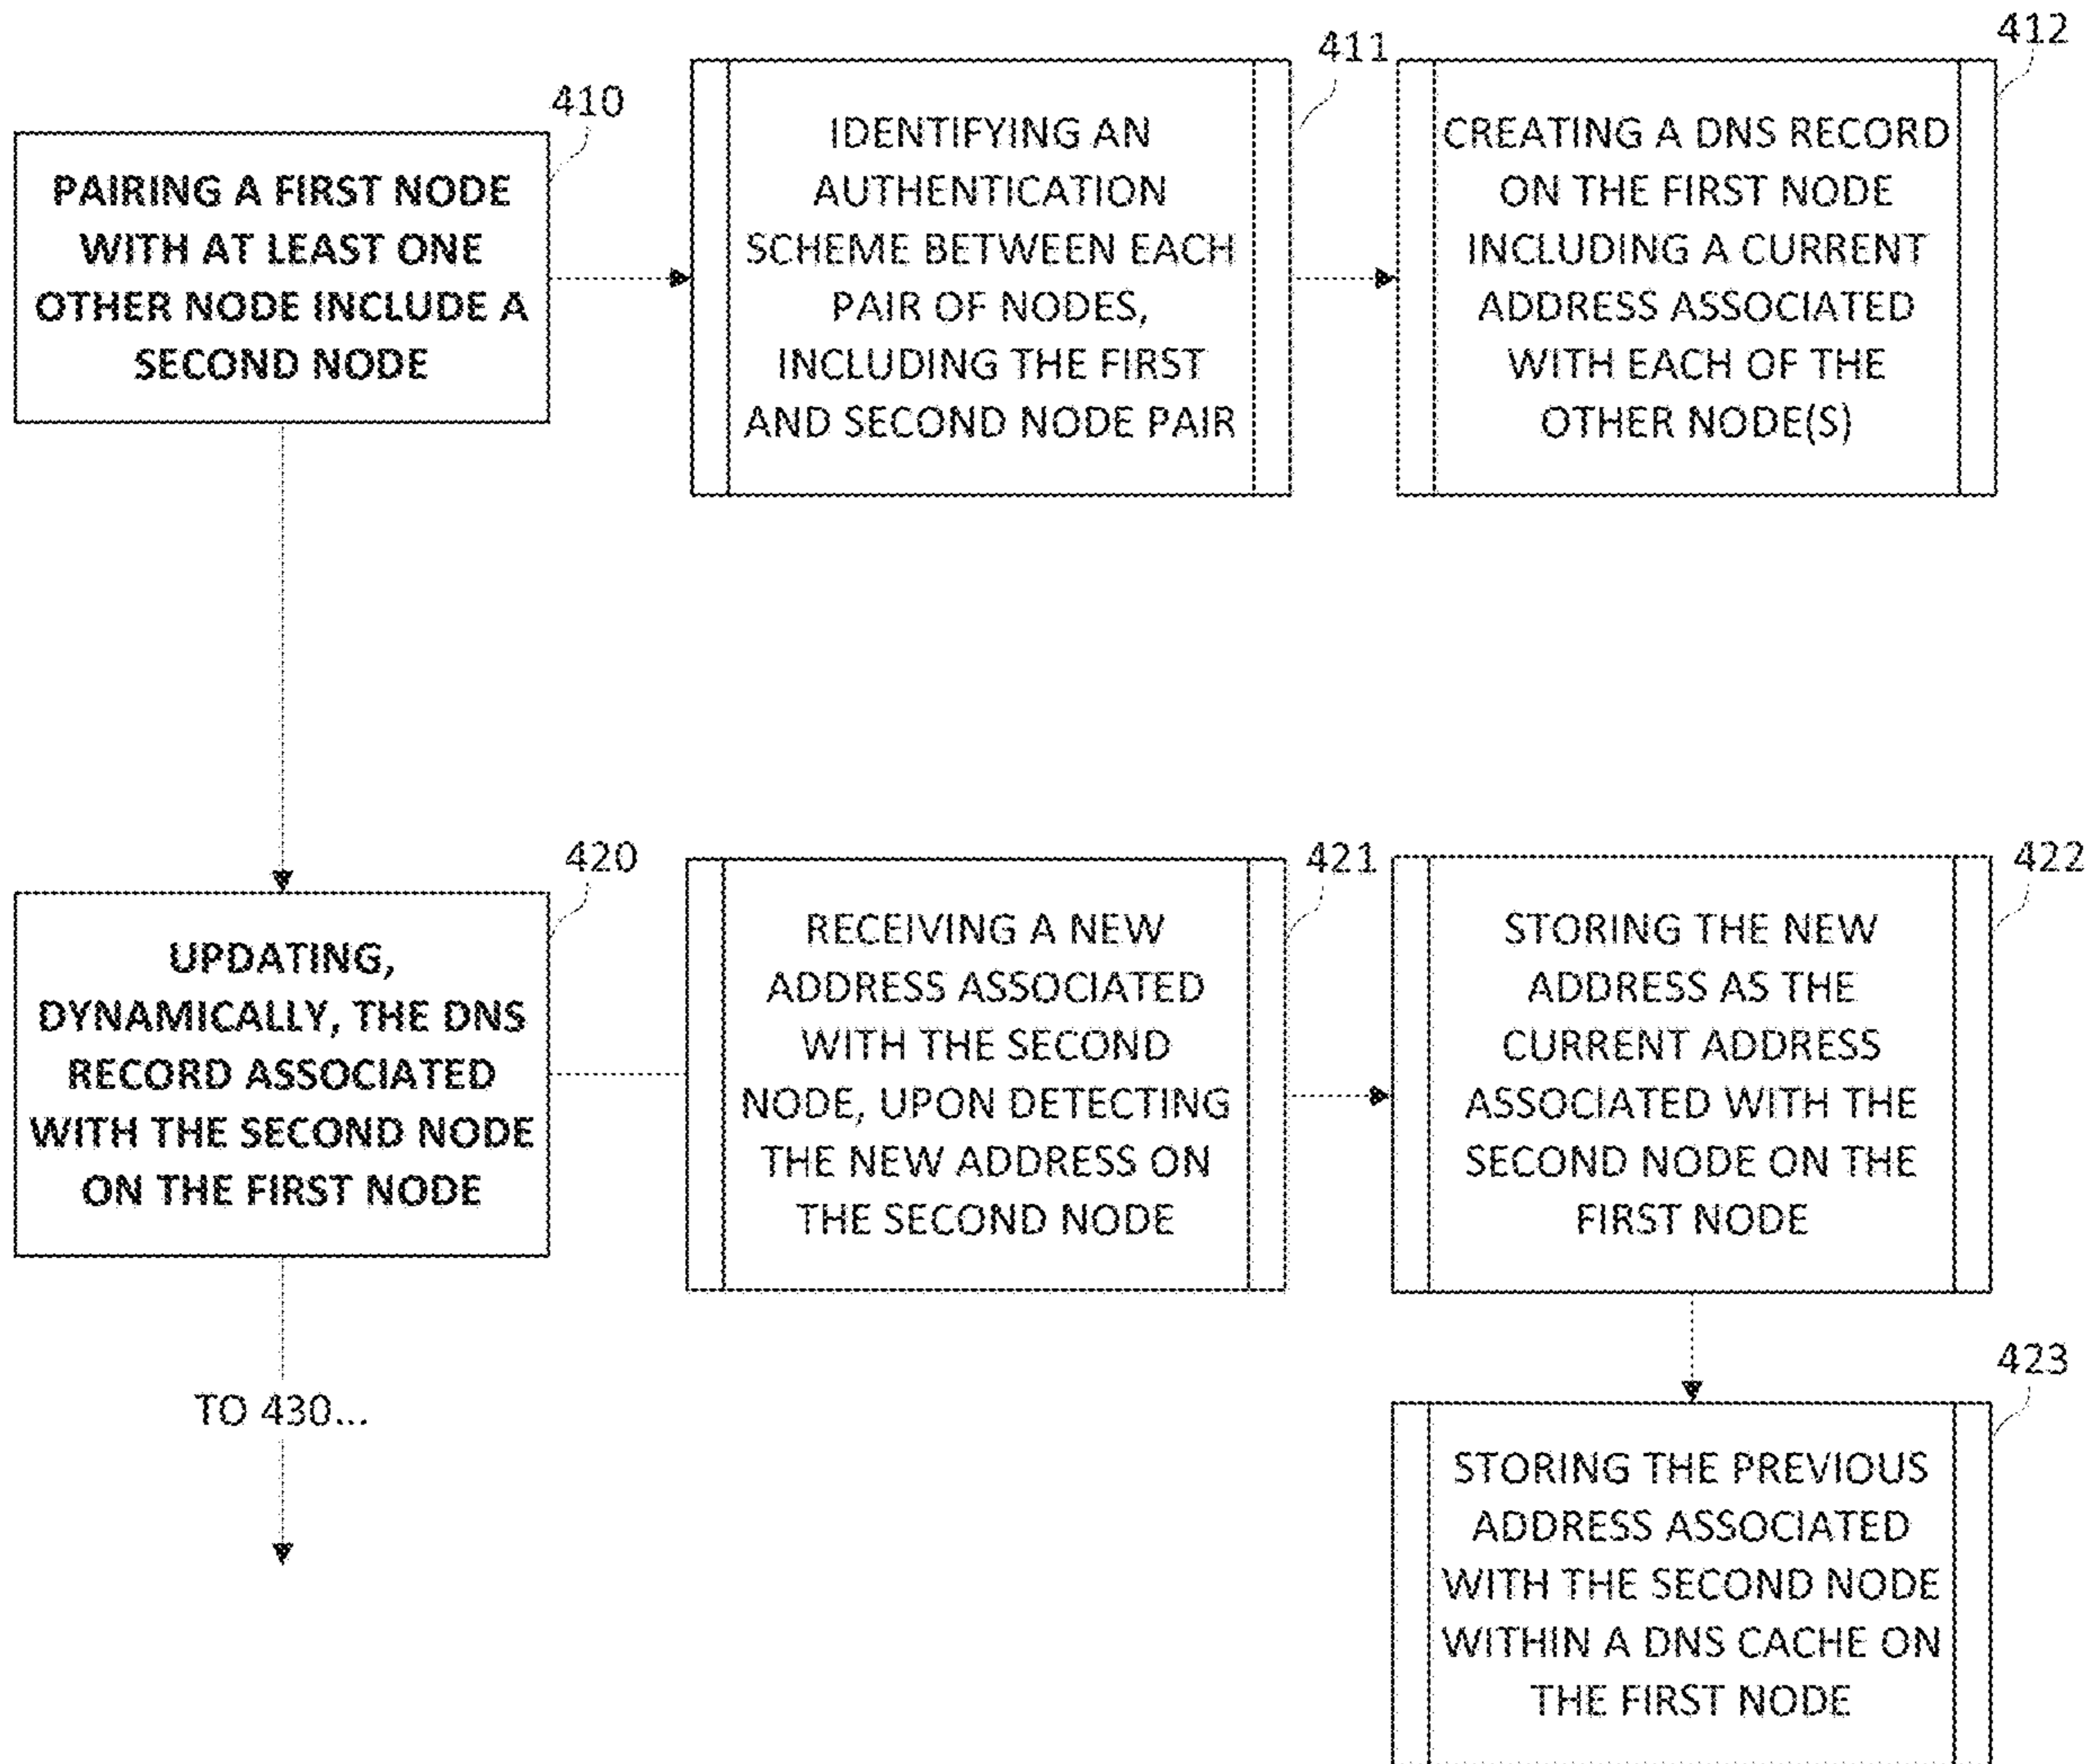 410
PAIRING A FIRST NODE
WITH AT LEAST ONE
OTHER NODE INCLUDE A
SECOND NODE
411
IDENTIFYING AN
AUTHENTICATION
SCHEME BETWEEN EACH
PAIR OF NODES,
INCLUDING THE FIRST
AND SECOND NODE PAIR
412
CREATING A DNS RECORD
ON THE FIRST NODE
INCLUDING A CURRENT
ADDRESS ASSOCIATED
WITH EACH OF THE
OTHER NODE(S)
420
UPDATING,
DYNAMICALLY, THE DNS
RECORD ASSOCIATED
WITH THE SECOND NODE
ON THE FIRST NODE
421
RECEIVING A NEW
ADDRESS ASSOCIATED
WITH THE SECOND
NODE, UPON DETECTING
THE NEW ADDRESS ON
THE SECOND NODE
422
STORING THE NEW
ADDRESS AS THE
CURRENT ADDRESS
ASSOCIATED WITH THE
SECOND NODE ON THE
FIRST NODE
TO 430...
423
STORING THE PREVIOUS
ADDRESS ASSOCIATED
WITH THE SECOND NODE
WITHIN A DNS CACHE ON
THE FIRST NODE